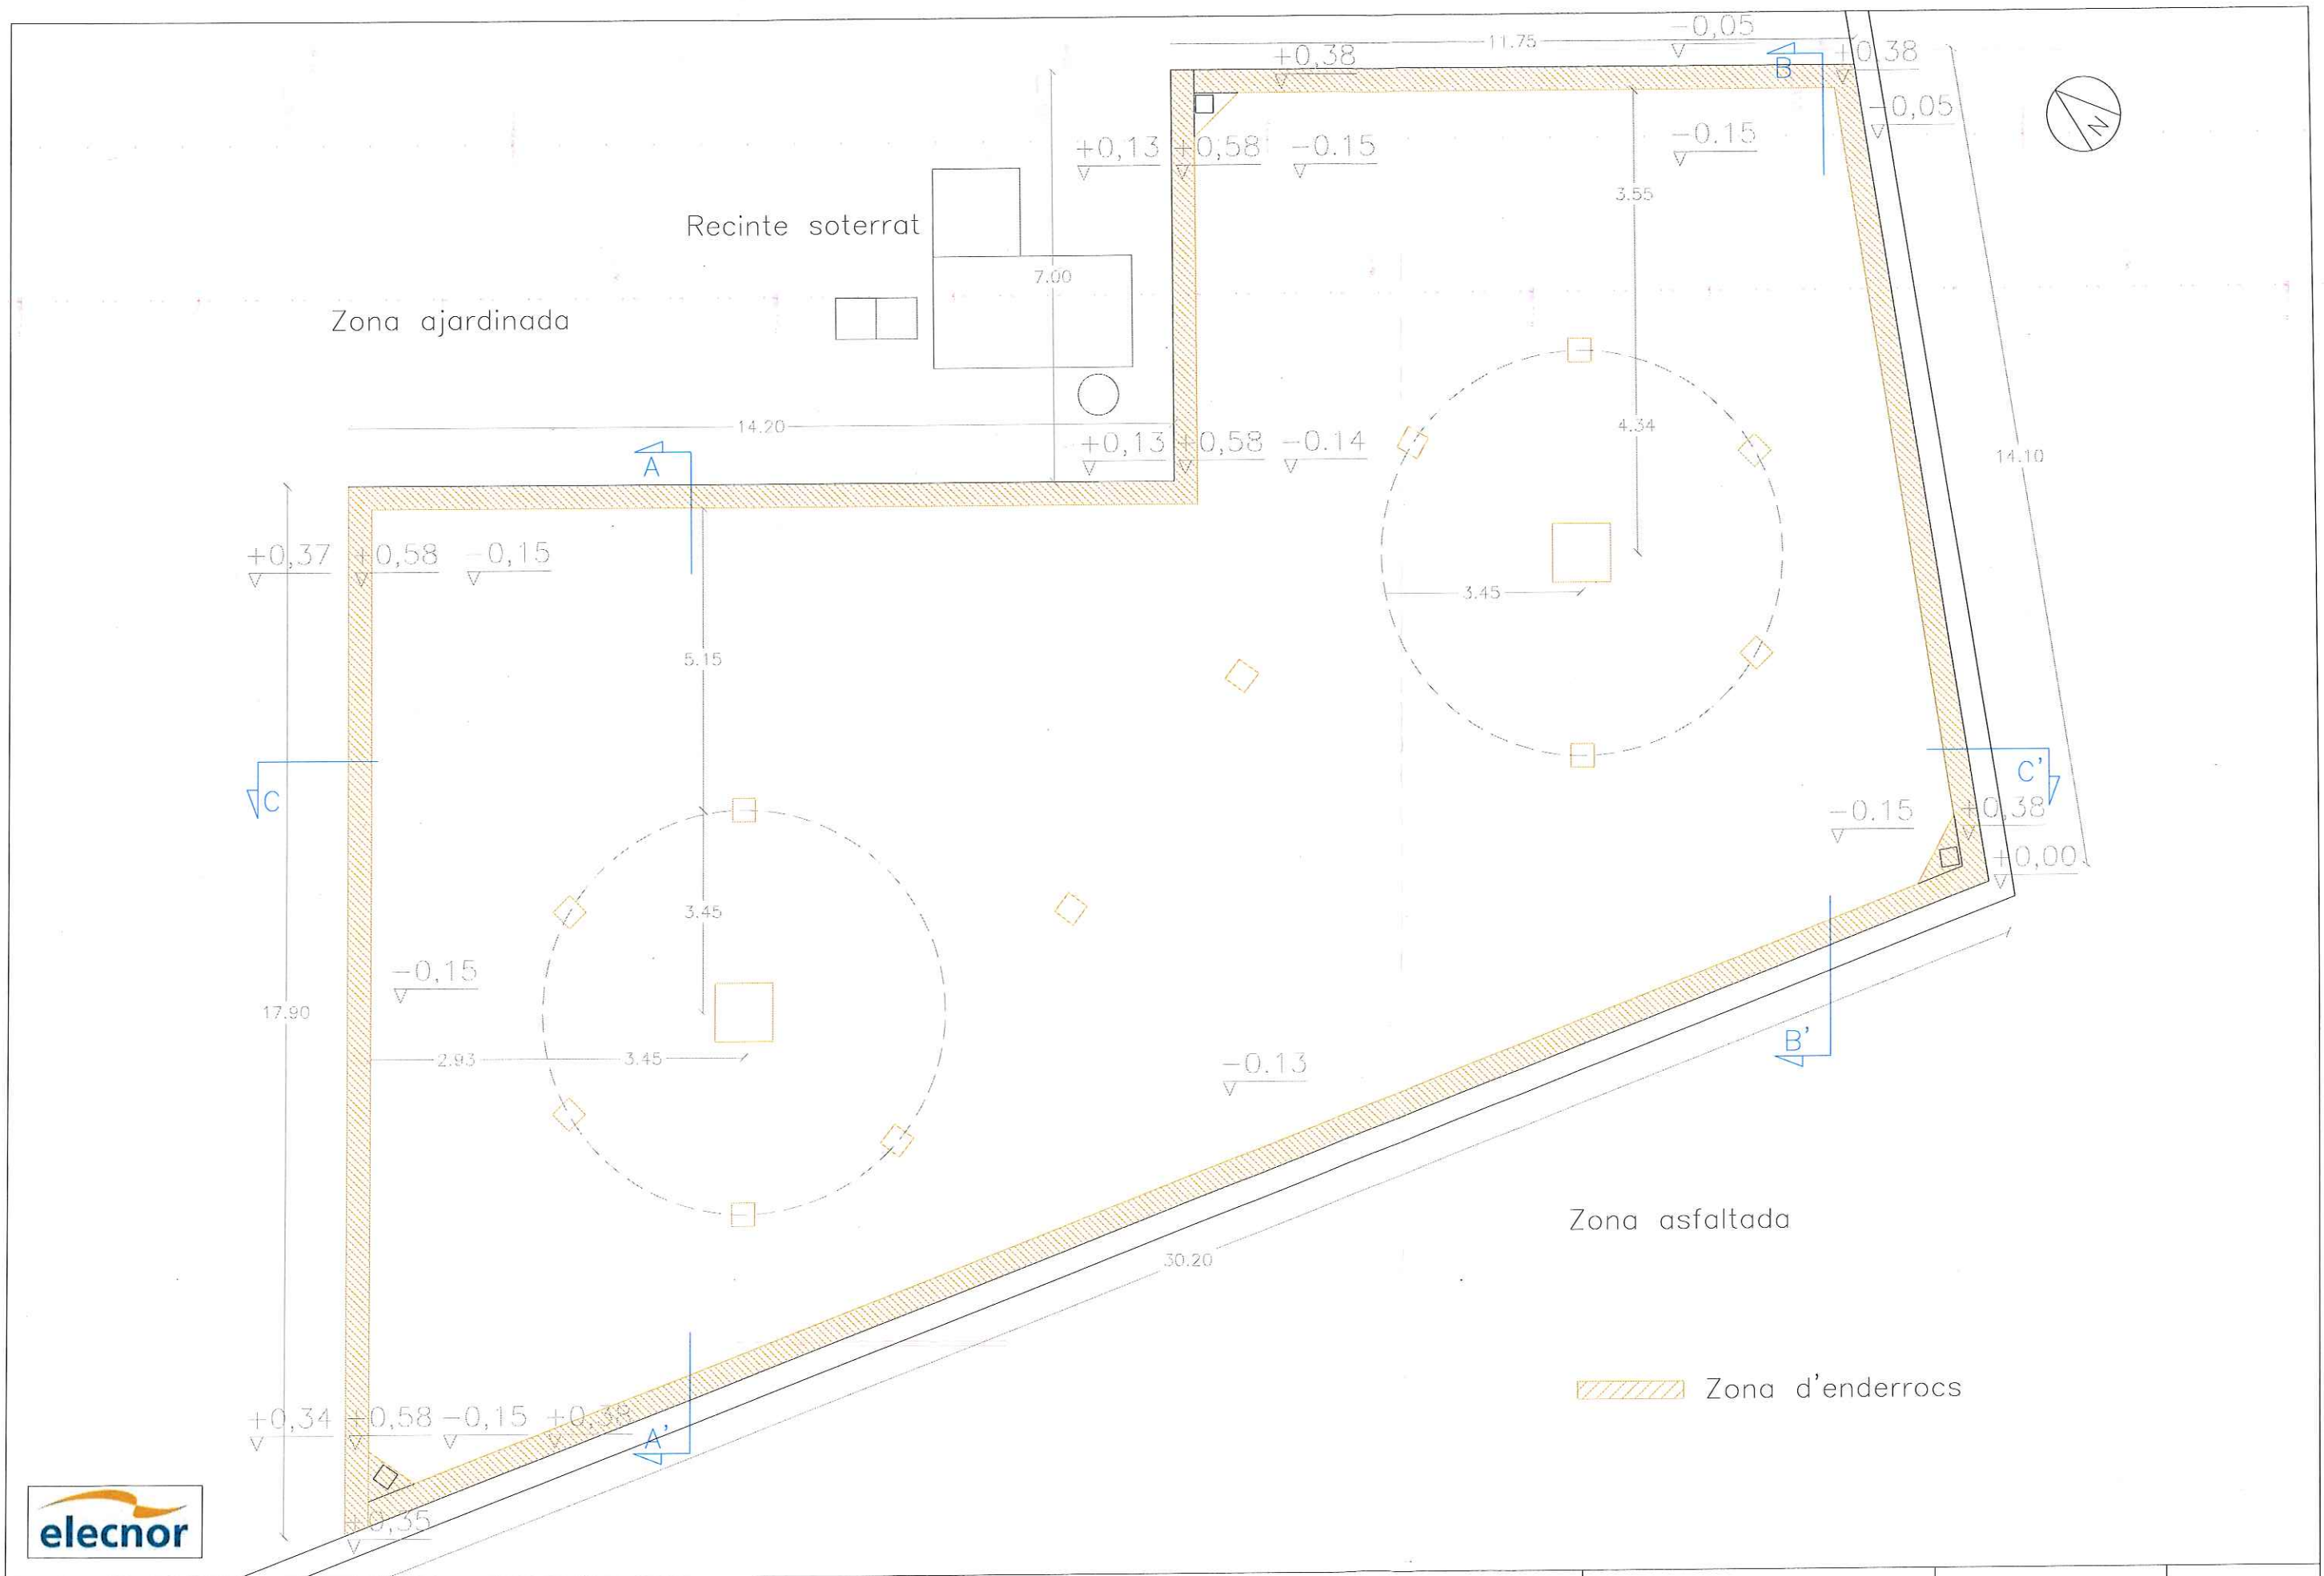 -0,05
11.75
+0,38
B
+0,38
-0,05
N
+0,13 +0,58 -0.15
-0.15
3.55
Recinte soterrat
7.00
Zona ajardinada
14.20
4.34
+0,13 +0,58 -0.14
A
14.10
+0,37 +0,58 -0,15
3.45
5.15
C
C'
-0.15 +0,38
+0,00
3.45
-0,15
17.90
2.93 3.45
B'
-0.13
Zona asfaltada
30.20
Zona d'enderrocs
+0,34 +0,58 -0,15 +0,38
A'
+0,35
elecnor